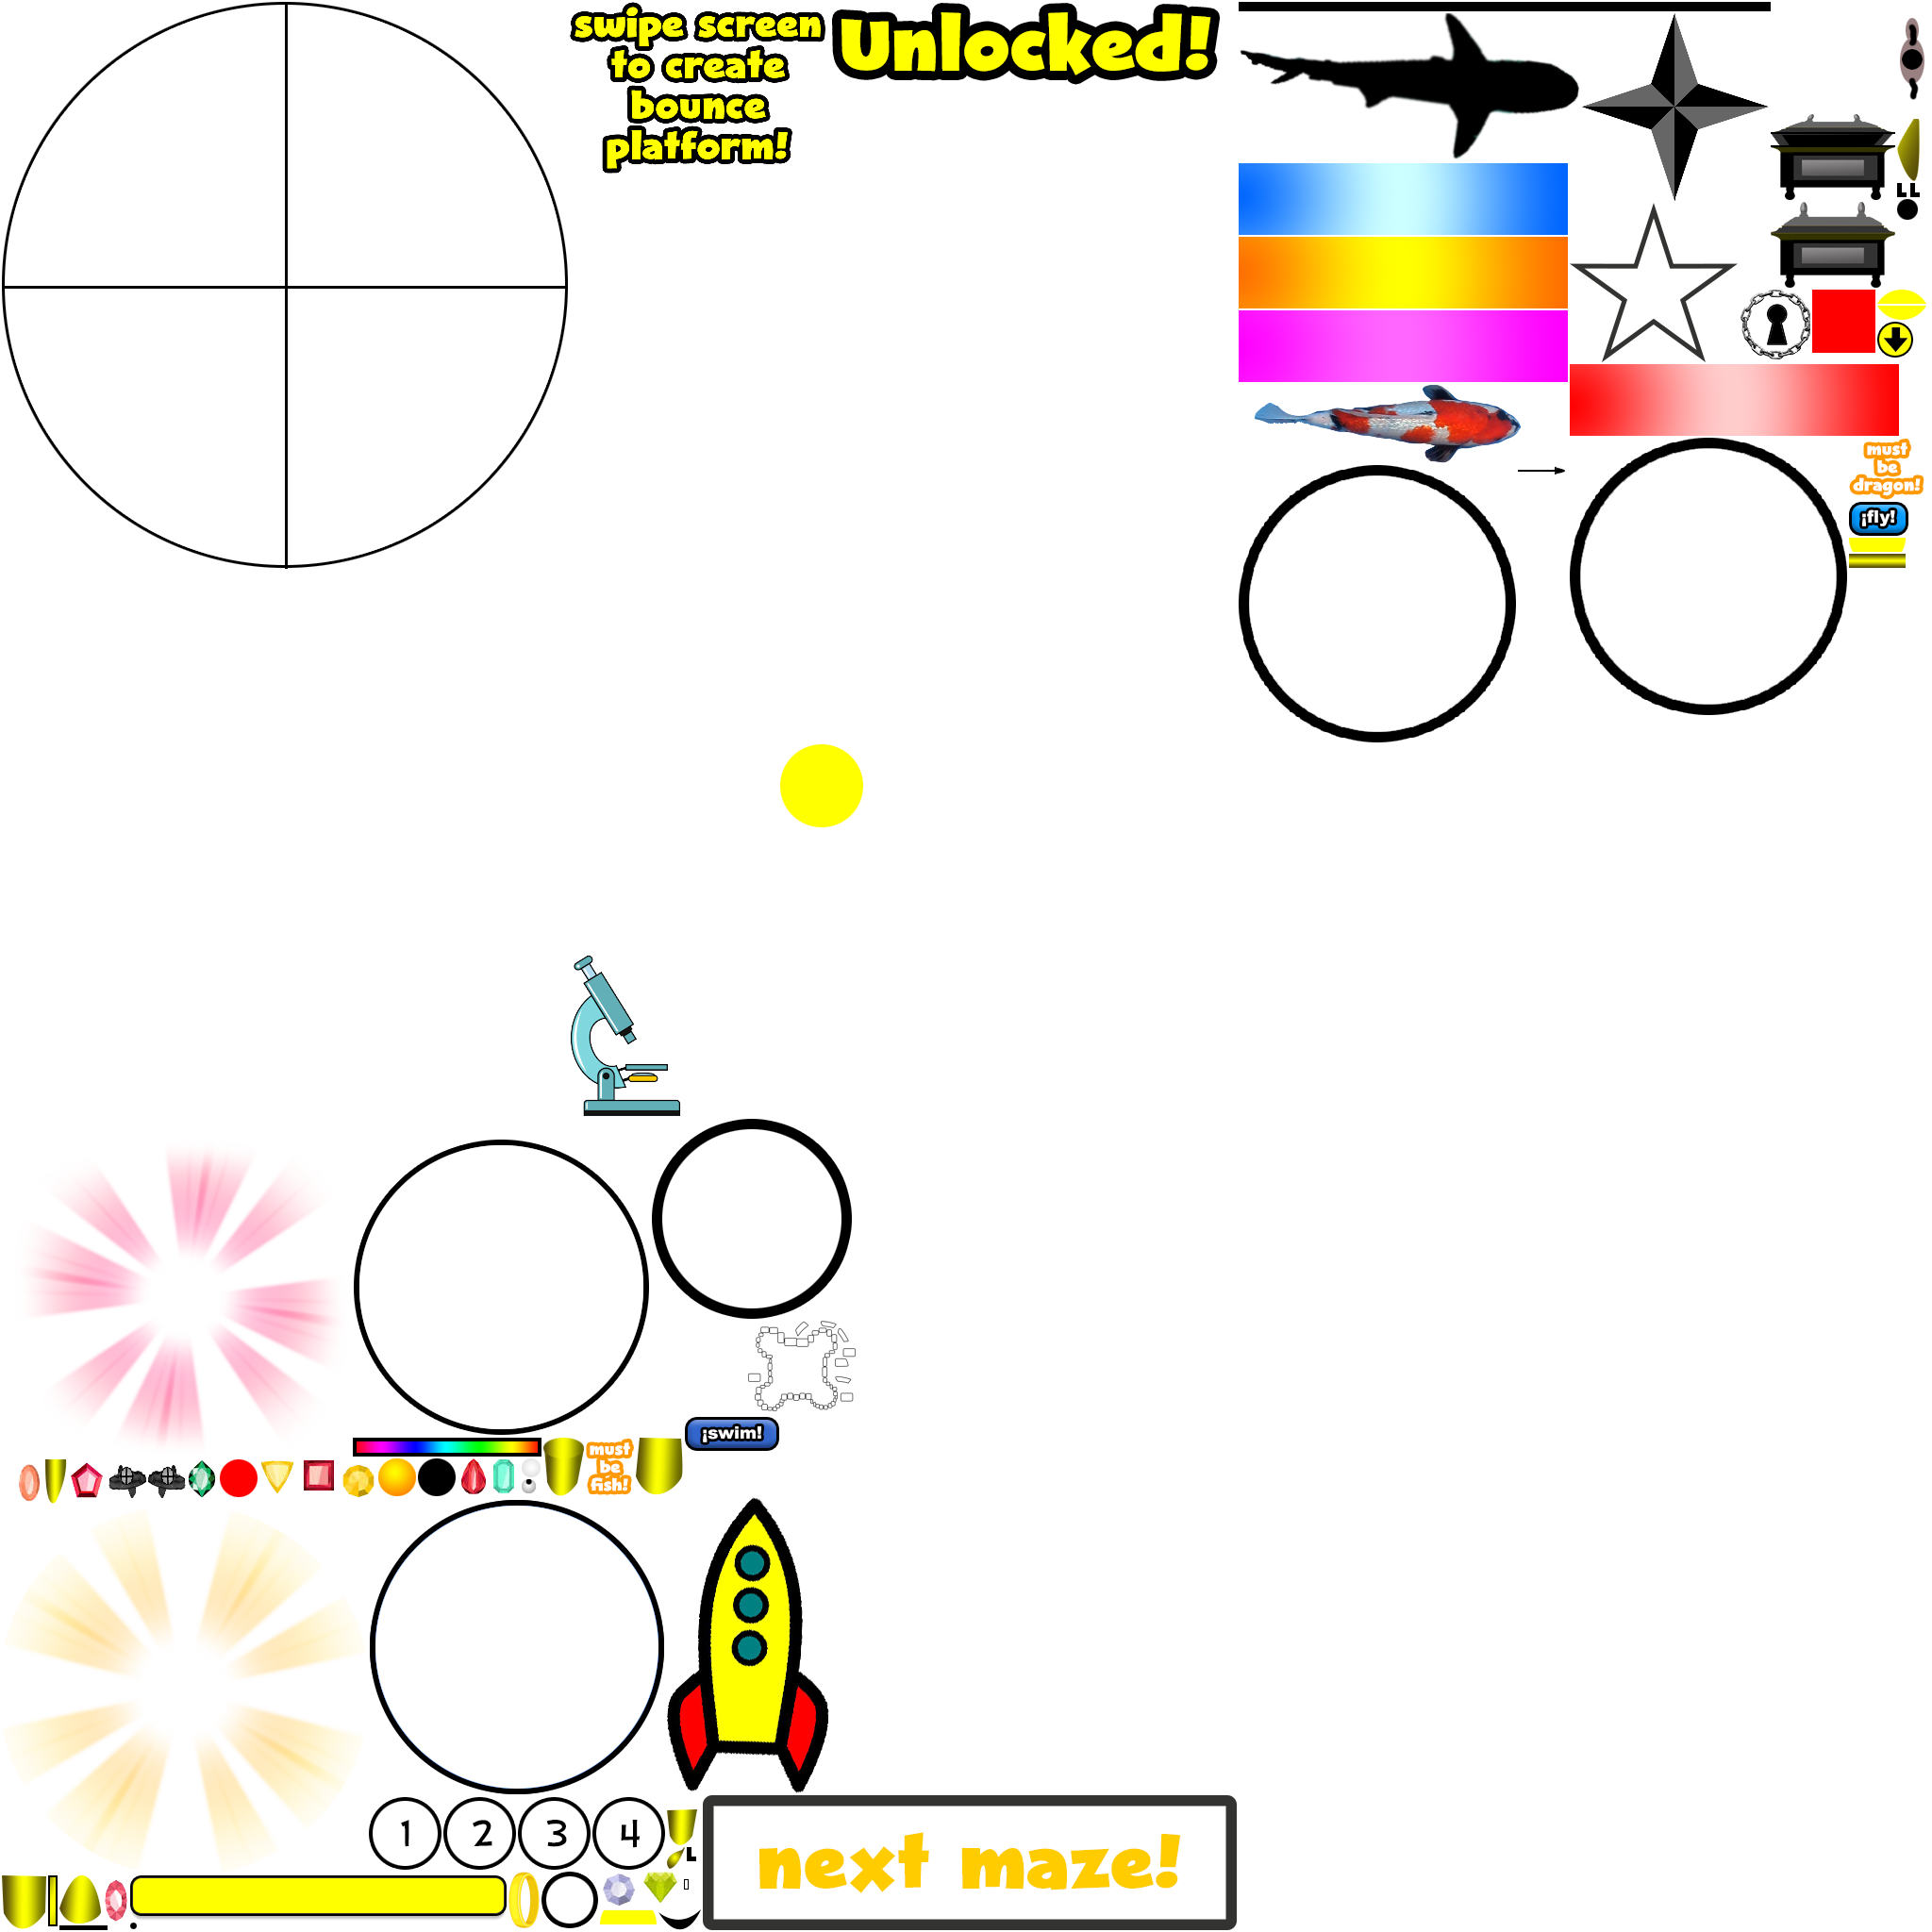 swipe screen
to create
bounce
platform!
Unlocked!
must
be
dragon!
¡fly!
¡swim!
must
be
fish!
1 2 3 4
next maze!